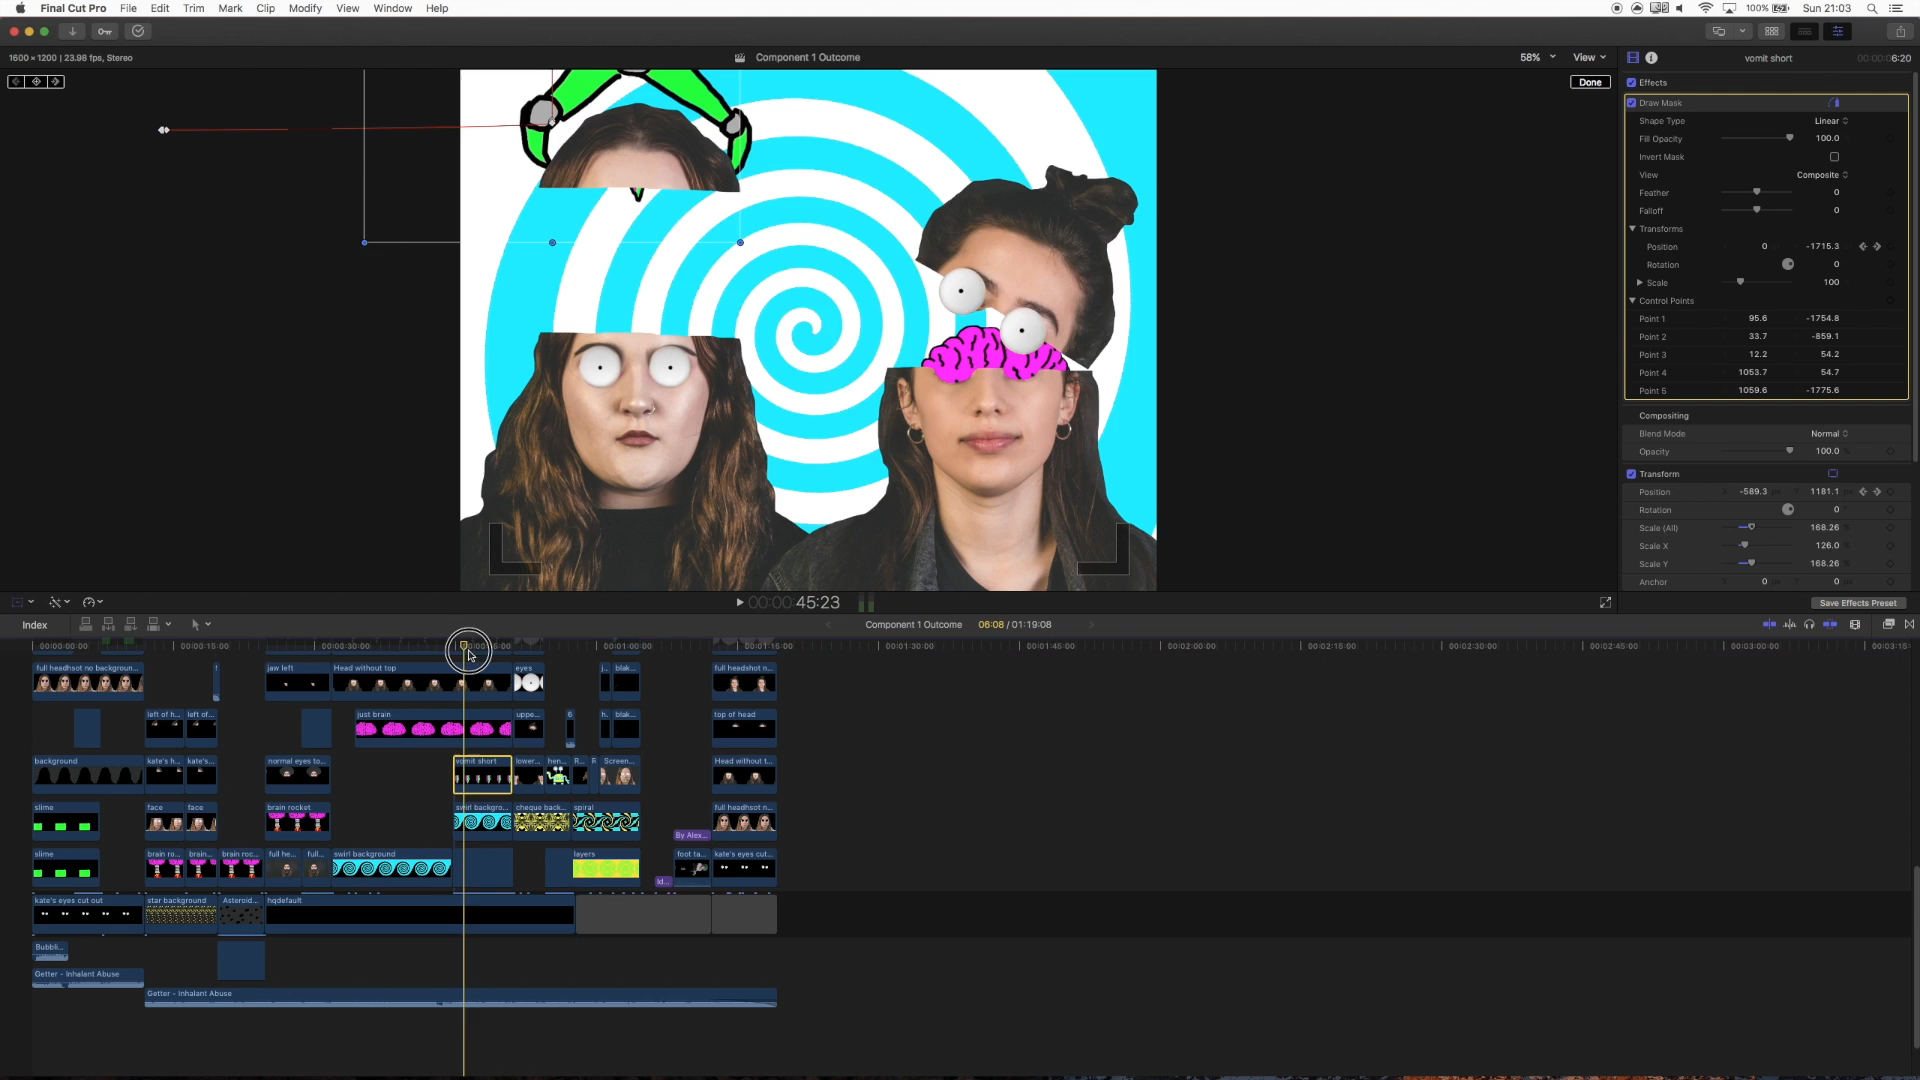 Final Cut Pro File Edit Trim Mark Clip Modify View Window Help
100% Sun 21:03
1600 × 1200 | 23.98 fps, Stereo
Component 1 Outcome
58% View
vomit short
6:20
Done
Effects
Draw Mask
Shape Type Linear
Fill Opacity 100.0
Invert Mask
View Composite
Feather 0
Falloff 0
Transforms
Position 0 -1715.3
Rotation 0
Scale 100
Control Points
Point 1 95.6 -1754.8
Point 2 33.7 -859.1
Point 3 12.2 54.2
Point 4 1053.7 54.7
Point 5 1059.6 -1775.6
Compositing
Blend Mode Normal
Opacity 100.0
Transform
Position X -589.3 Y 1181.1
Rotation 0
Scale (All) 168.26
Scale X 126.0
Scale Y 168.26
Anchor X 0 Y 0
Save Effects Preset
00:00:00:45:23
Index
Component 1 Outcome 06:08 / 01:19:08
00:00:00:00 00:00:15:00 00:00:30:00 00:01:00:00 00:01:15:00 00:01:30:00 00:01:45:00 00:02:00:00 00:02:15:00 00:02:30:00 00:02:45:00 00:03:00:00 00:03:15:
full headhsot no backgroun... jaw left Head without top eyes j... blak... full headshot n...
left of h... left of... just brain uppe... 6 h... blak... top of head
background kate's h... kate's... normal eyes to... vomit short lower... hen... R... R Screen... Head without t...
slime face face brain rocket swirl backgro... cheque back... spiral full headhsot n...
By Alex...
slime brain ro... brain... brain roc... full he... full... swirl background layers foot ta... kate's eyes cut...
Id...
kate's eyes cut out star background Asteroid... hqdefault
Bubbli...
Getter - Inhalant Abuse
Getter - Inhalant Abuse